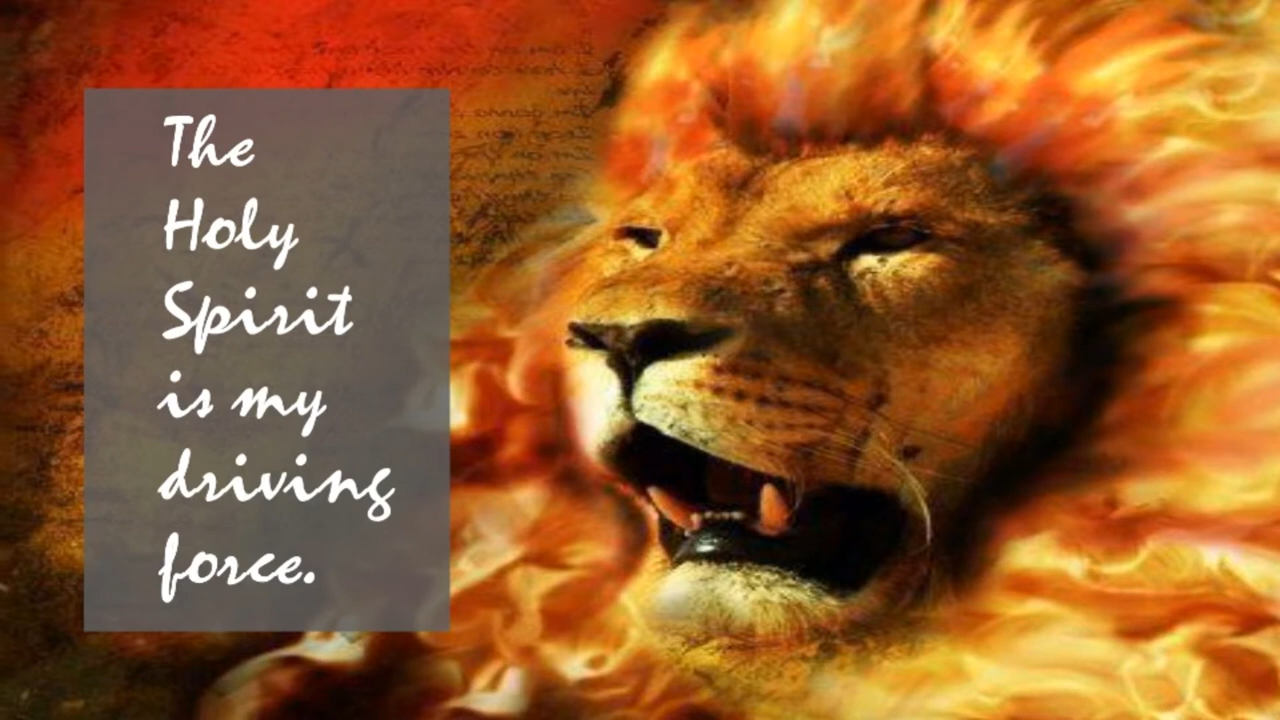 The
Holy
Spirit
is my
driving
force.